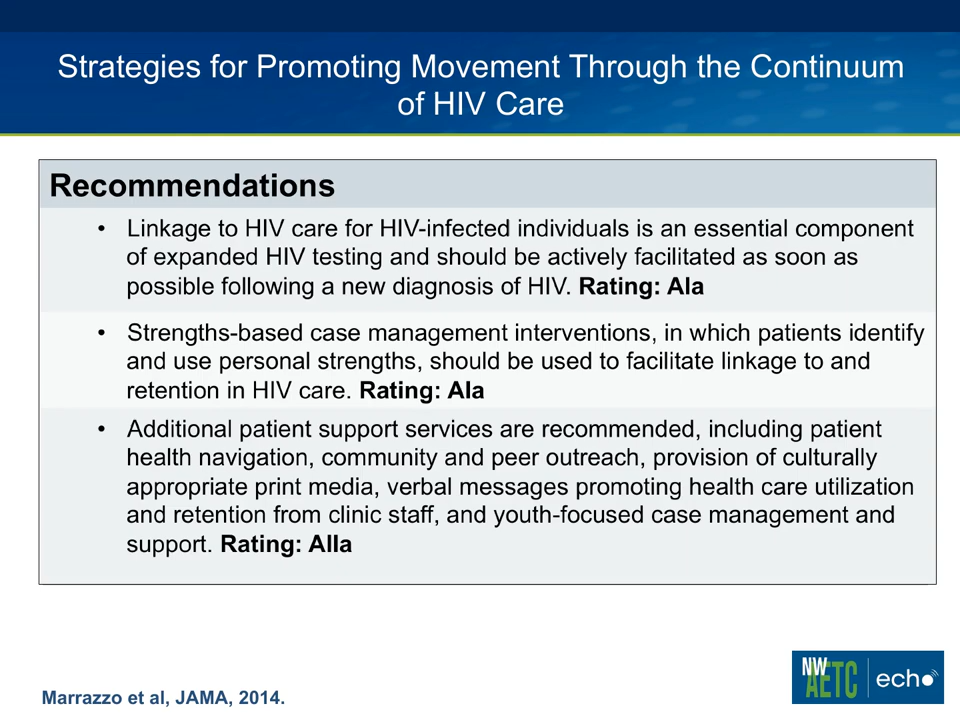 Strategies for Promoting Movement Through the Continuum
of HIV Care
Recommendations
• Linkage to HIV care for HIV-infected individuals is an essential component
of expanded HIV testing and should be actively facilitated as soon as
possible following a new diagnosis of HIV. Rating: AIa
• Strengths-based case management interventions, in which patients identify
and use personal strengths, should be used to facilitate linkage to and
retention in HIV care. Rating: AIa
• Additional patient support services are recommended, including patient
health navigation, community and peer outreach, provision of culturally
appropriate print media, verbal messages promoting health care utilization
and retention from clinic staff, and youth-focused case management and
support. Rating: AIIa
NW
AETC echo
Marrazzo et al, JAMA, 2014.